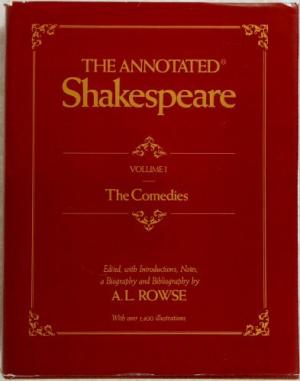 THE ANNOTATED®
Shakespeare
VOLUME I
The Comedies
Edited, with Introductions, Notes,
a Biography and Bibliography by
A.L. ROWSE
With over 1,200 illustrations